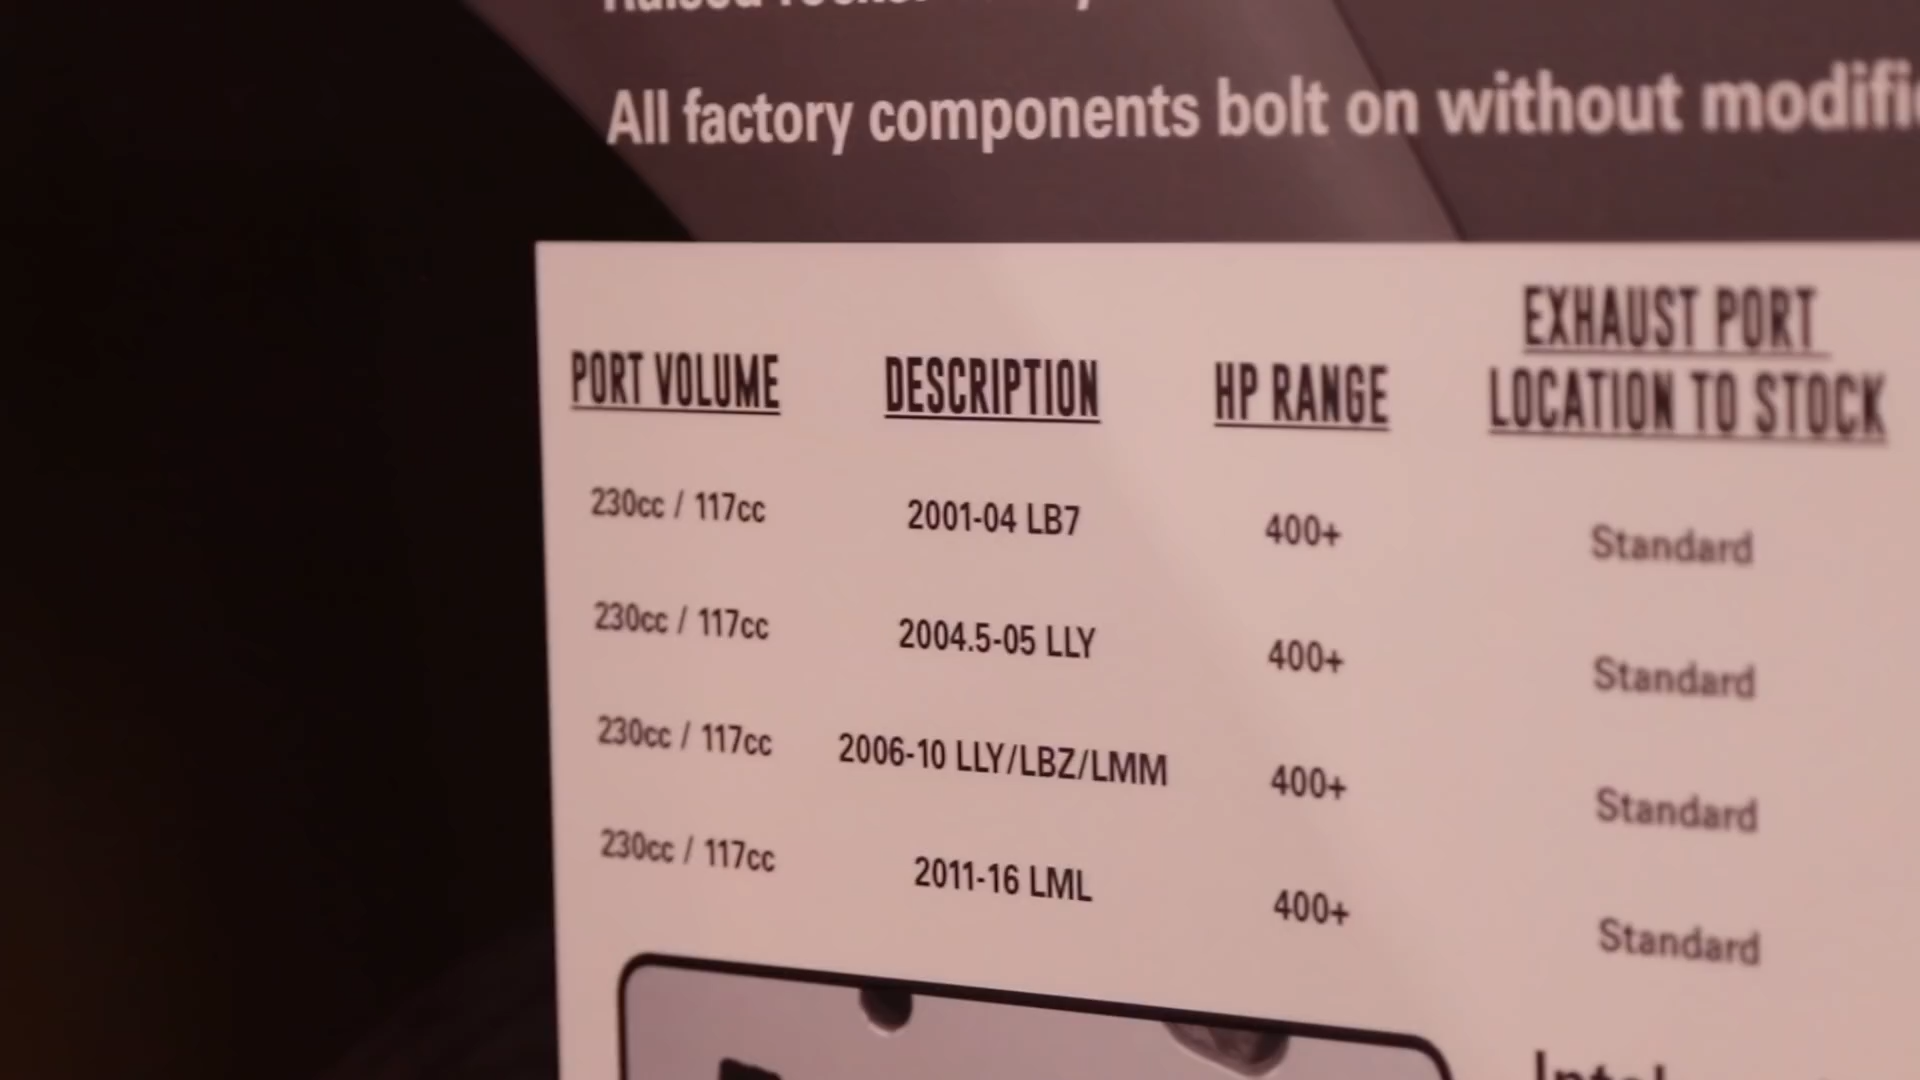 All factory components bolt on without
EXHAUST PORT
PORT VOLUME DESCRIPTION HP RANGE LOCATION TO STOCK
230cc / 117cc 2001-04 LB7 400+ Standard
230cc / 117cc 2004.5-05 LLY 400+ Standard
230cc / 117cc 2006-10 LLY/LBZ/LMM 400+ Standard
230cc / 117cc 2011-16 LML 400+ Standard